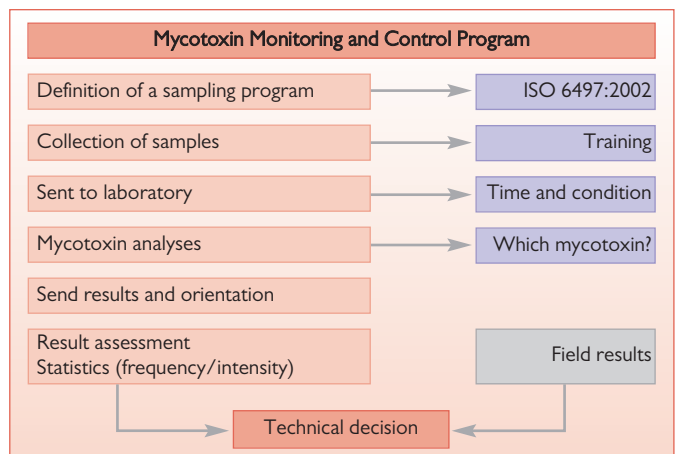 Mycotoxin Monitoring and Control Program
Definition of a sampling program
ISO 6497:2002
Collection of samples
Training
Sent to laboratory
Time and condition
Mycotoxin analyses
Which mycotoxin?
Send results and orientation
Result assessment
Statistics (frequency/intensity)
Field results
Technical decision